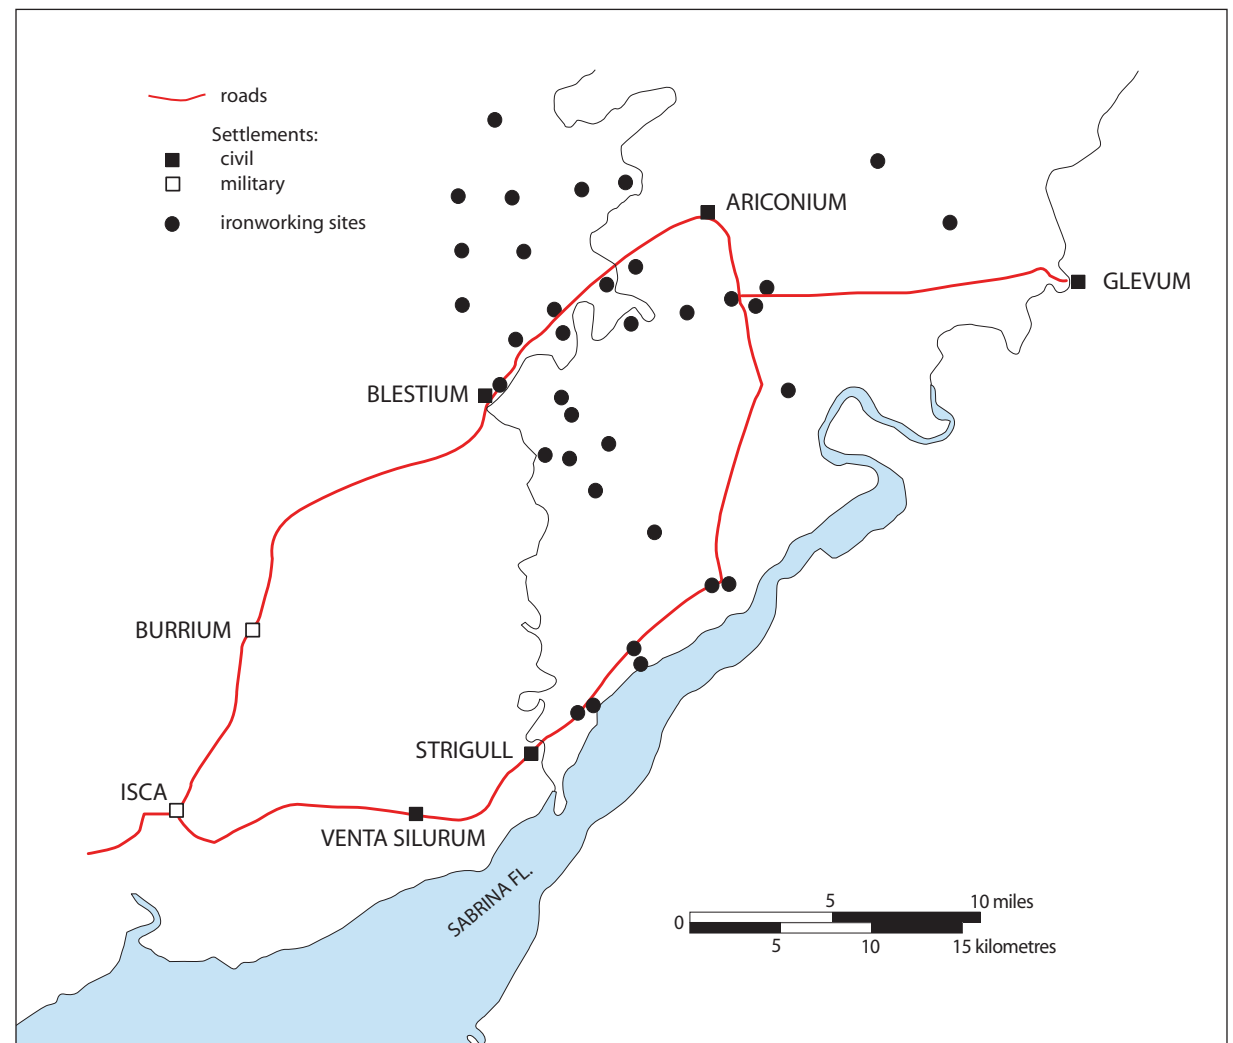 roads
Settlements:
civil
military
ironworking sites
ARICONIUM
GLEVUM
BLESTIUM
BURRIUM
STRIGULL
ISCA
VENTA SILURUM
SABRINA FL.
5 10 miles
0
5 10 15 kilometres